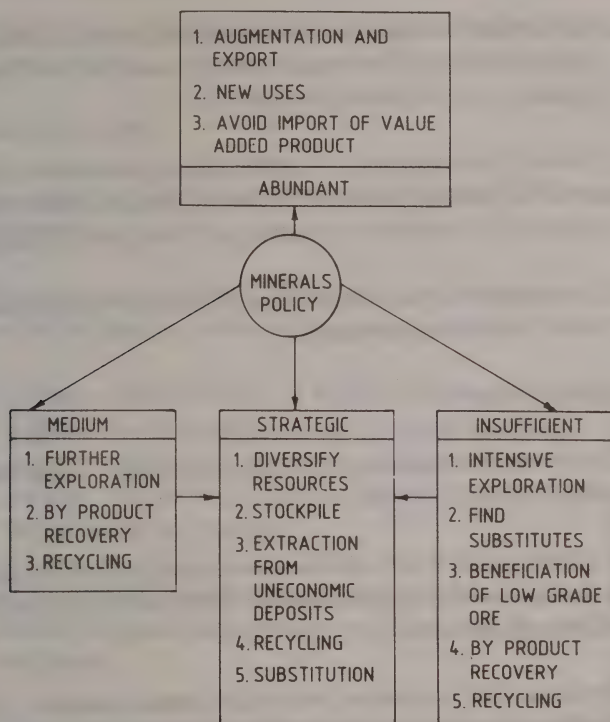 1. AUGMENTATION AND
EXPORT
2. NEW USES
3. AVOID IMPORT OF VALUE
ADDED PRODUCT
ABUNDANT
MINERALS
POLICY
MEDIUM
1. FURTHER
EXPLORATION
2. BY PRODUCT
RECOVERY
3. RECYCLING
STRATEGIC
1. DIVERSIFY
RESOURCES
2. STOCKPILE
3. EXTRACTION
FROM
UNECONOMIC
DEPOSITS
4. RECYCLING
5. SUBSTITUTION
INSUFFICIENT
1. INTENSIVE
EXPLORATION
2. FIND
SUBSTITUTES
3. BENEFICIATION
OF LOW GRADE
ORE
4. BY PRODUCT
RECOVERY
5. RECYCLING